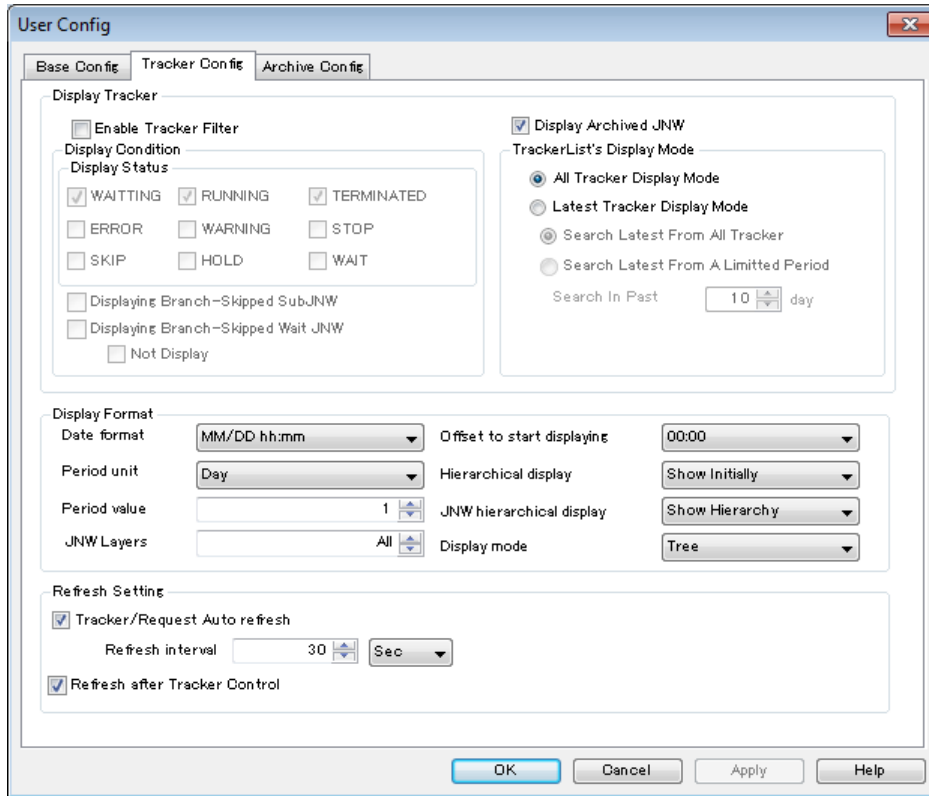 User Config
Base Config Tracker Config Archive Config
Display Tracker
Enable Tracker Filter
Display Condition
Display Status
WAITTING RUNNING TERMINATED
ERROR WARNING STOP
SKIP HOLD WAIT
Displaying Branch-Skipped SubJNW
Displaying Branch-Skipped Wait JNW
Not Display
Display Archived JNW
TrackerList's Display Mode
All Tracker Display Mode
Latest Tracker Display Mode
Search Latest From All Tracker
Search Latest From A Limitted Period
Search In Past 10 day
Display Format
Date format MM/DD hh:mm Offset to start displaying 00:00
Period unit Day Hierarchical display Show Initially
Period value 1 JNW hierarchical display Show Hierarchy
JNW Layers All Display mode Tree
Refresh Setting
Tracker/Request Auto refresh
Refresh interval 30 Sec
Refresh after Tracker Control
OK Cancel Apply Help